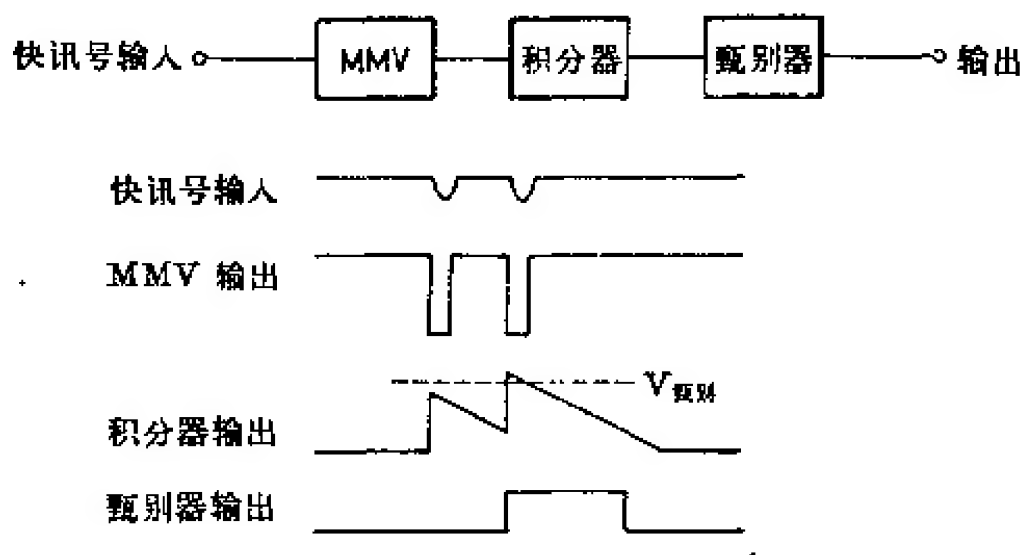 快讯号输入 MMV 积分器 甄别器 输出
快讯号输入
MMV 输出
V甄别
积分器输出
甄别器输出